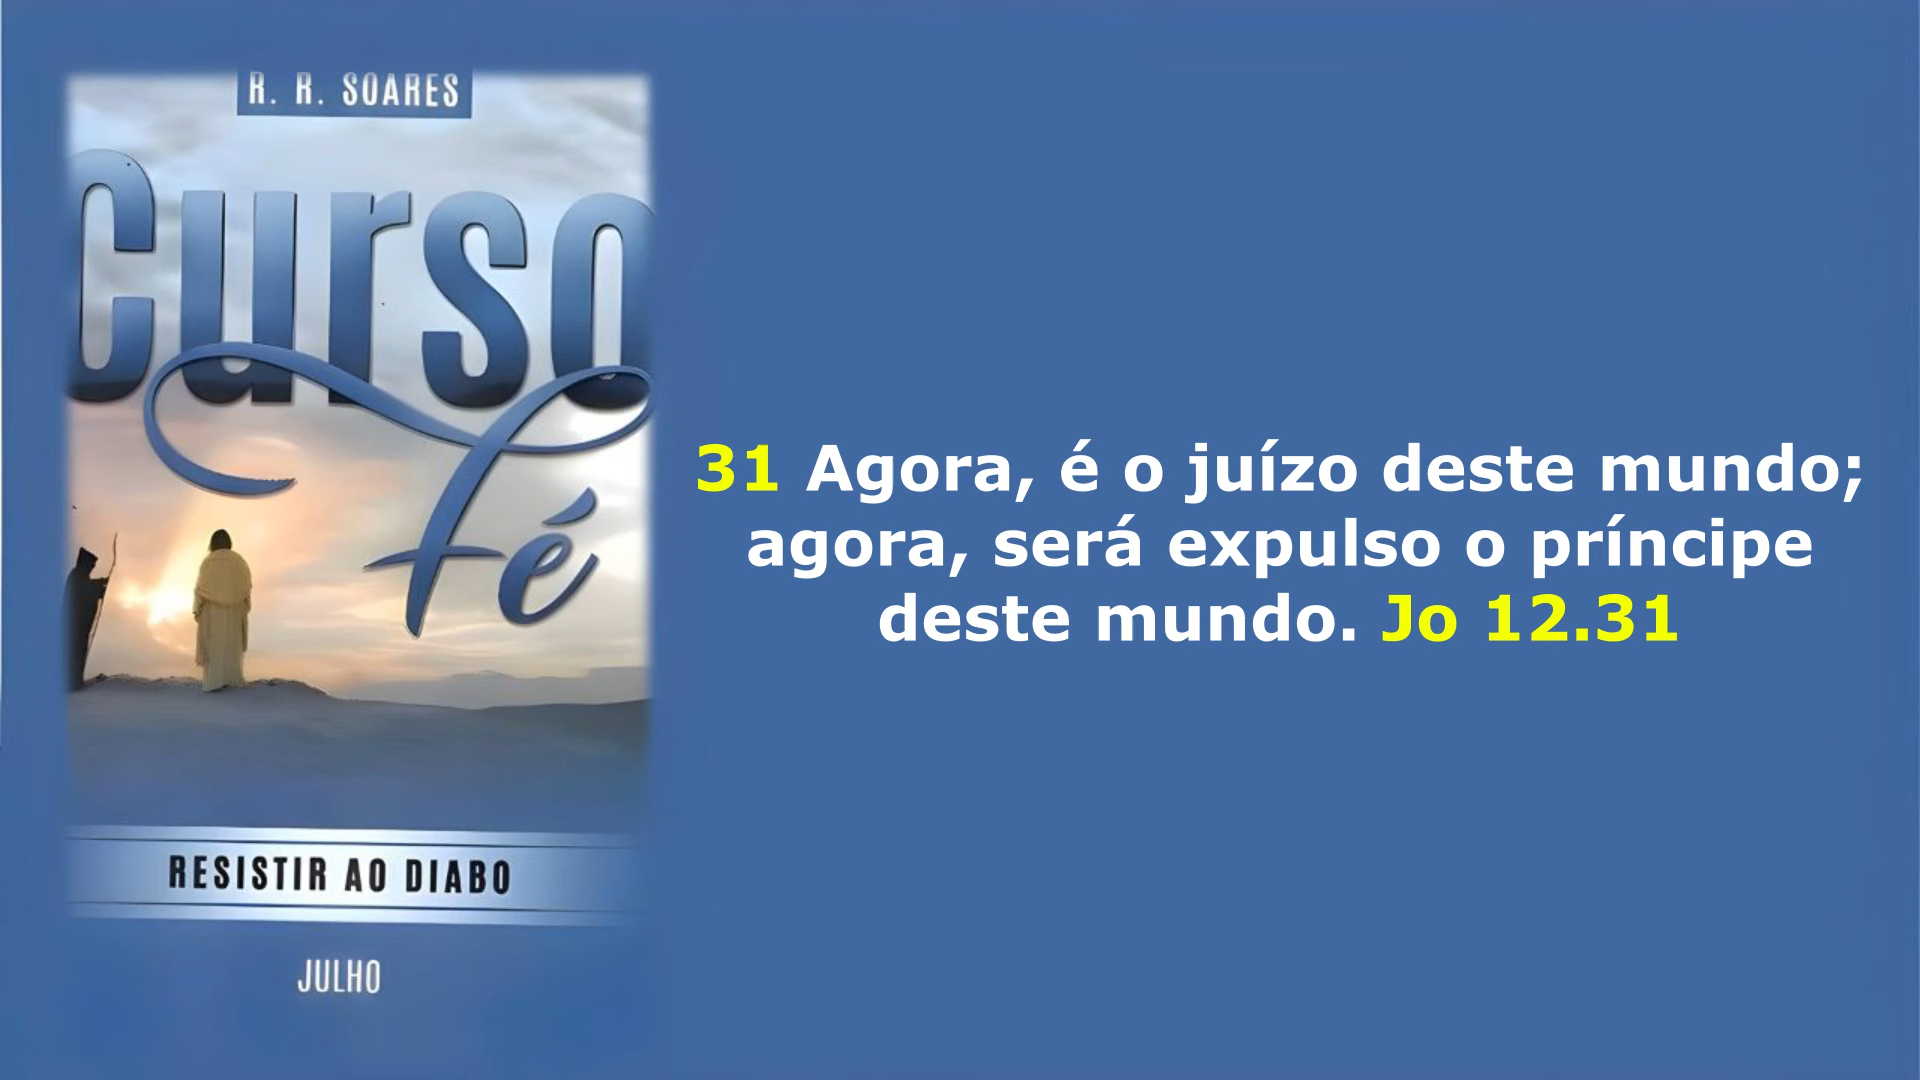 R. R. SOARES
Curso
Fé
RESISTIR AO DIABO
JULHO
31 Agora, é o juízo deste mundo;
agora, será expulso o príncipe
deste mundo. Jo 12.31